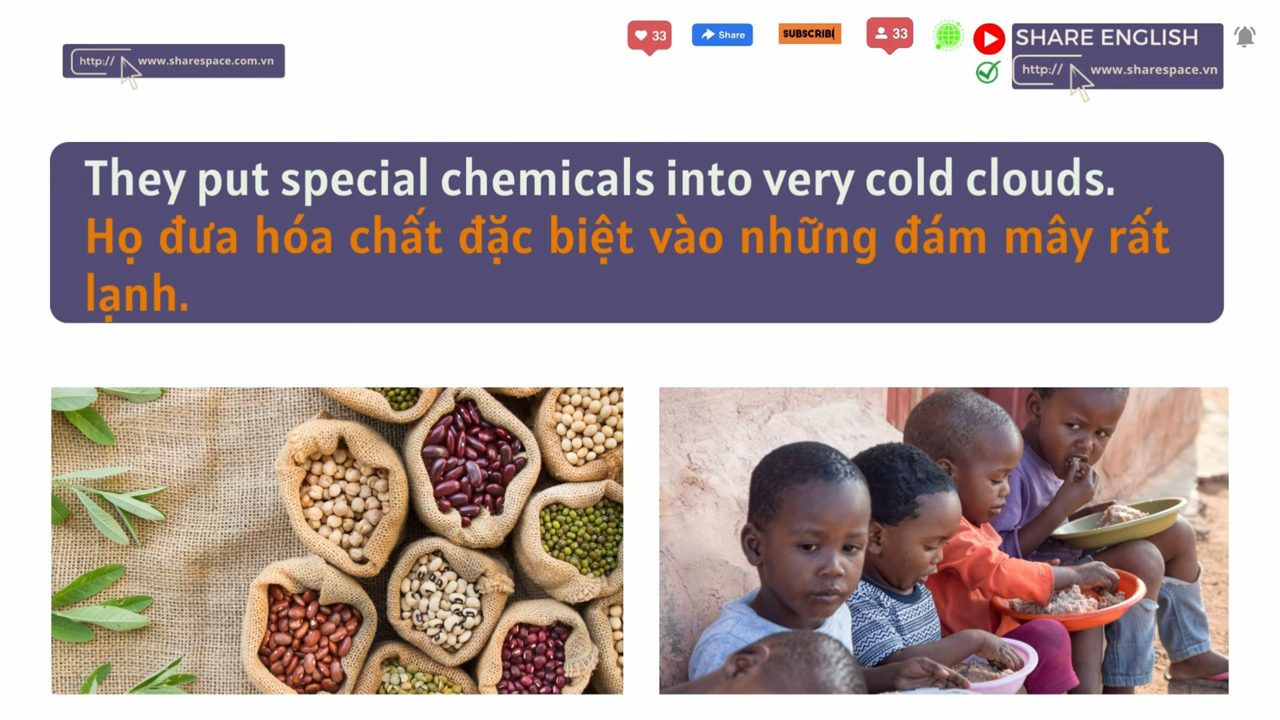 33
Share
SUBSCRIBE
33
SHARE ENGLISH
http:// www.sharespace.com.vn
http:// www.sharespace.vn
They put special chemicals into very cold clouds.
Họ đưa hóa chất đặc biệt vào những đám mây rất
lạnh.